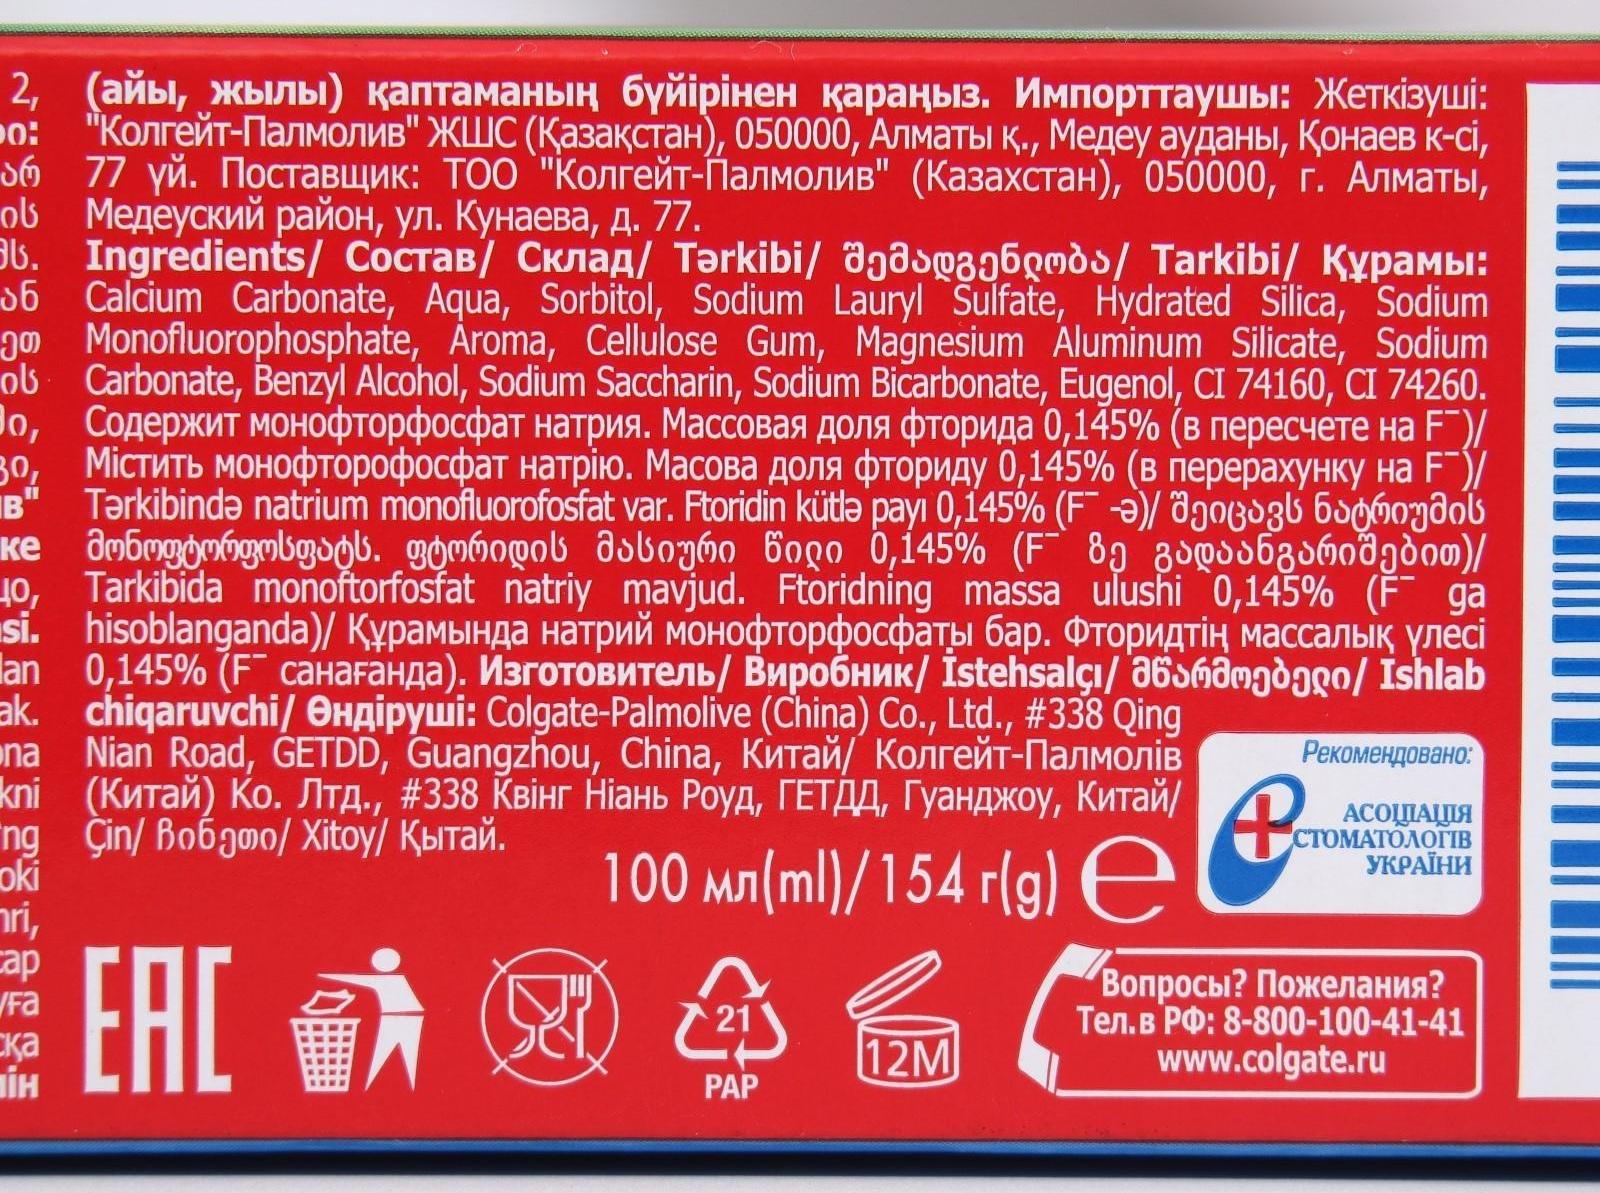 (айы, жылы) қаптаманың бүйірінен қараңыз. Импорттаушы: Жеткізуші:
"Колгейт-Палмолив" ЖШС (Қазақстан), 050000, Алматы қ., Медеу ауданы, Қонаев к-сі,
77 үй. Поставщик: ТОО "Колгейт-Палмолив" (Казахстан), 050000, г. Алматы,
Медеуский район, ул. Кунаева, д. 77.
Ingredients/ Состав/ Склад/ Tərkibi/ შემადგენლობა/ Tarkibi/ Құрамы:
Calcium Carbonate, Aqua, Sorbitol, Sodium Lauryl Sulfate, Hydrated Silica, Sodium
Monofluorophosphate, Aroma, Cellulose Gum, Magnesium Aluminum Silicate, Sodium
Carbonate, Benzyl Alcohol, Sodium Saccharin, Sodium Bicarbonate, Eugenol, CI 74160, CI 74260.
Содержит монофторфосфат натрия. Массовая доля фторида 0,145% (в пересчете на F⁻)/
Містить монофторофосфат натрію. Масова доля фториду 0,145% (в перерахунку на F⁻)/
Tərkibində natrium monofluorofosfat var. Ftoridin kütlə payı 0,145% (F⁻ -ə)/ შეიცავს ნატრიუმის
მონოფტორფოსფატს. ფტორიდის მასიური წილი 0,145% (F⁻ ზე გადაანგარიშებით)/
Tarkibida monoftorfosfat natriy mavjud. Ftoridning massa ulushi 0,145% (F⁻ ga
hisoblanganda)/ Құрамында натрий монофторфосфаты бар. Фторидтің массалық үлесі
0,145% (F⁻ санағанда). Изготовитель/ Виробник/ İstehsalçı/ მწარმოებელი/ Ishlab
chiqaruvchi/ Өндіруші: Colgate-Palmolive (China) Co., Ltd., #338 Qing
Nian Road, GETDD, Guangzhou, China, Китай/ Колгейт-Палмолів
(Китай) Ко. Лтд., #338 Квінг Ніань Роуд, ГЕТДД, Гуанджоу, Китай/
Çin/ ჩინეთი/ Xitoy/ Қытай.
100 мл(ml)/154 г(g) e
Рекомендовано:
АСОЦІАЦІЯ
СТОМАТОЛОГІВ
УКРАЇНИ
EAC
21
PAP
12M
Вопросы? Пожелания?
Тел.в РФ: 8-800-100-41-41
www.colgate.ru